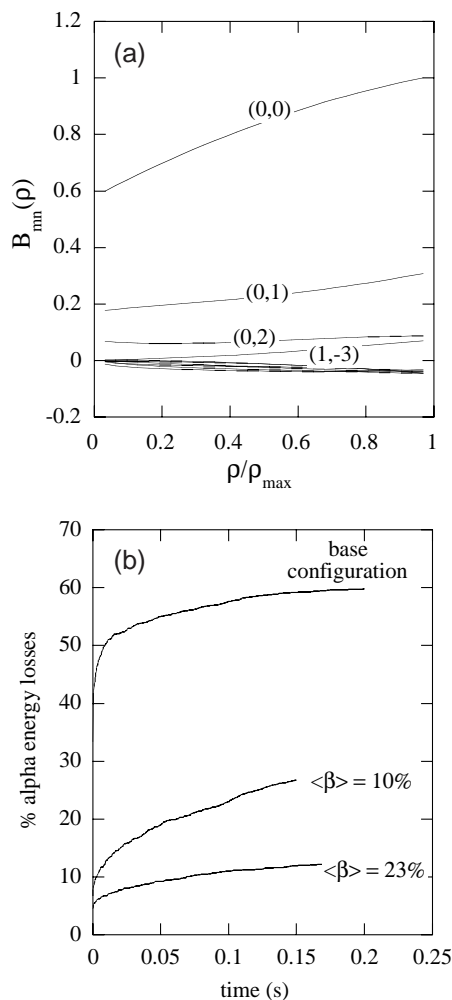 (a)
1.2
1
0.8
0.6
0.4
0.2
0
-0.2
B_mn(ρ)
(0,0)
(0,1)
(0,2)
(1,-3)
0 0.2 0.4 0.6 0.8 1
ρ/ρ_max
(b)
70
60
50
40
30
20
10
0
% alpha energy losses
base
configuration
<β> = 10%
<β> = 23%
0 0.05 0.1 0.15 0.2 0.25
time (s)